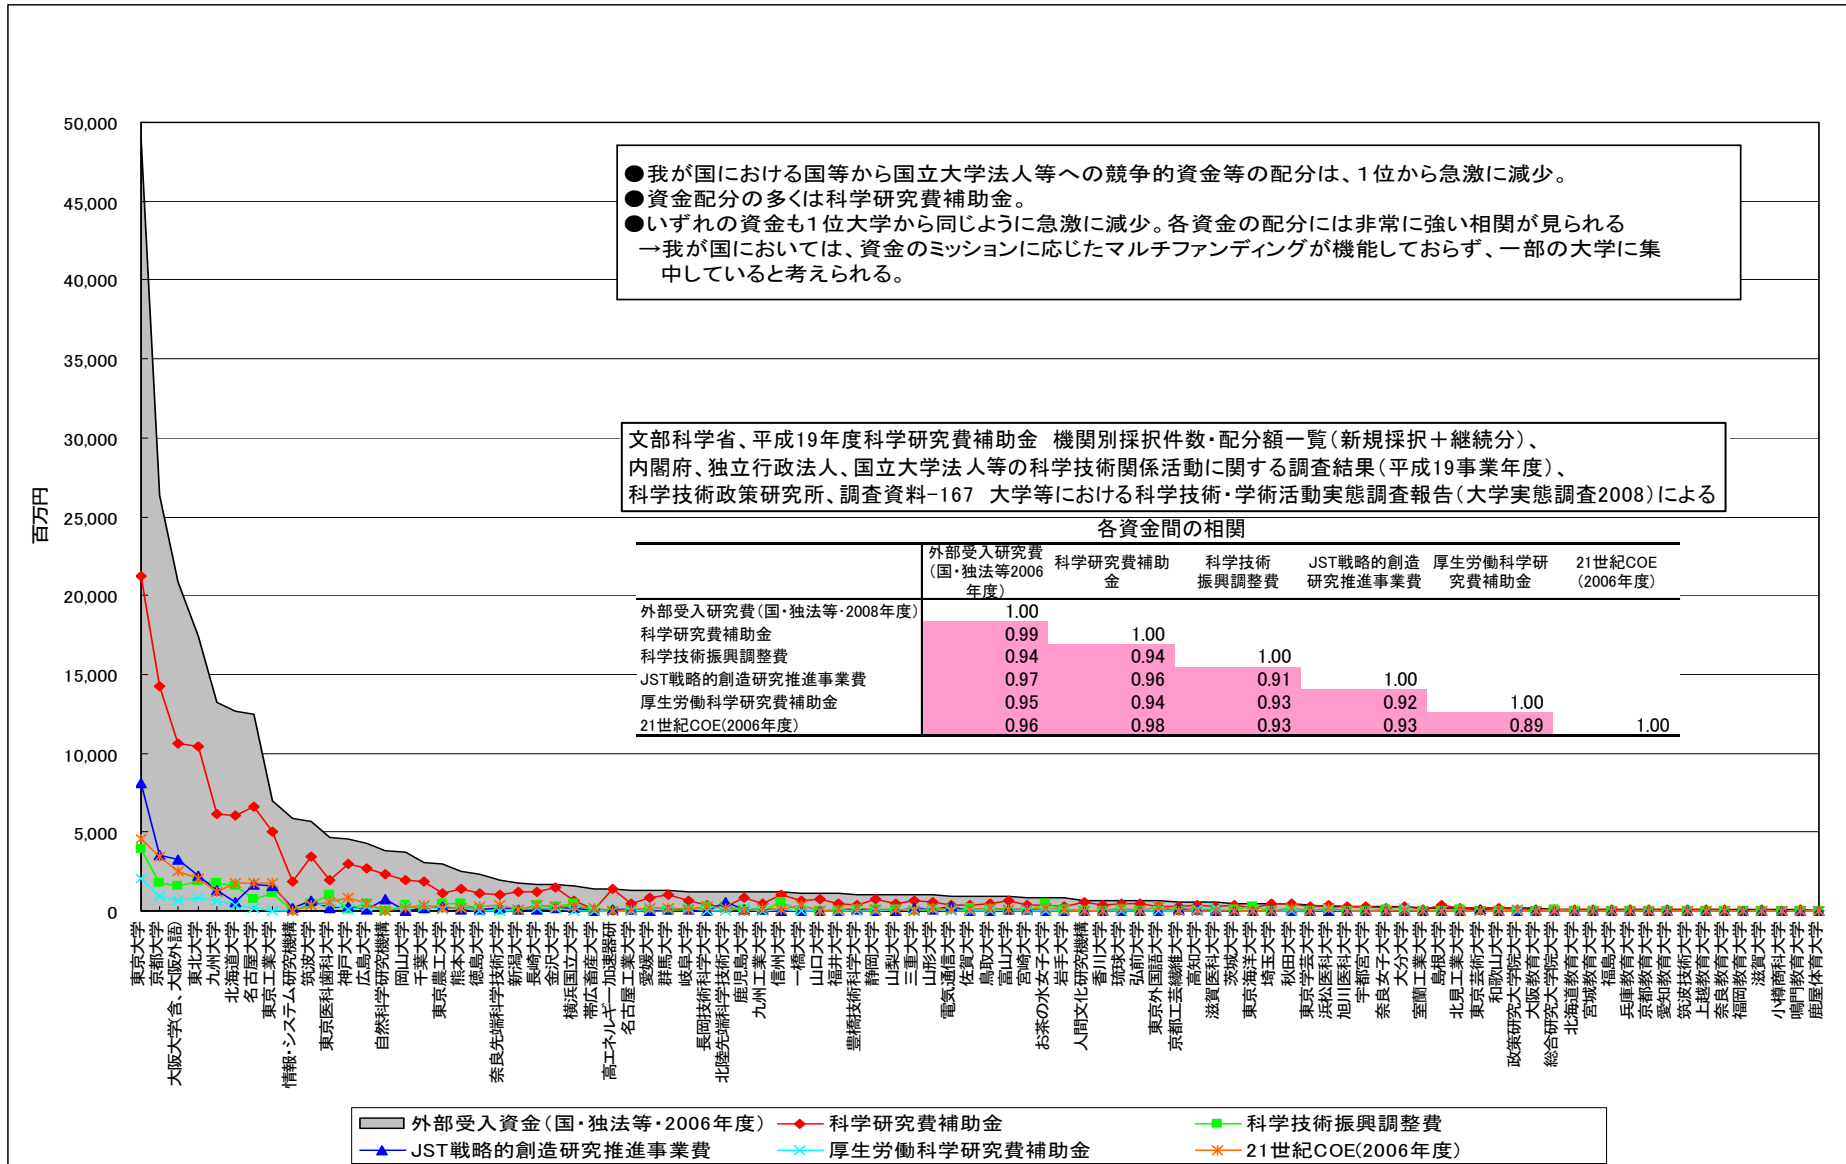 50,000
45,000
40,000
35,000
30,000
25,000
20,000
15,000
10,000
5,000
0
百万円
●我が国における国等から国立大学法人等への競争的資金等の配分は、1位から急激に減少。
●資金配分の多くは科学研究費補助金。
●いずれの資金も1位大学から同じように急激に減少。各資金の配分には非常に強い相関が見られる
→我が国においては、資金のミッションに応じたマルチファンディングが機能しておらず、一部の大学に集
中していると考えられる。
文部科学省、平成19年度科学研究費補助金 機関別採択件数・配分額一覧(新規採択+継続分)、
内閣府、独立行政法人、国立大学法人等の科学技術関係活動に関する調査結果(平成19事業年度)、
科学技術政策研究所、調査資料-167 大学等における科学技術・学術活動実態調査報告(大学実態調査2008)による
各資金間の相関
外部受入研究費(国・独法等2006年度) 科学研究費補助金 科学技術振興調整費 JST戦略的創造研究推進事業費 厚生労働科学研究費補助金 21世紀COE(2006年度)
外部受入研究費(国・独法等・2008年度) 1.00
科学研究費補助金 0.99 1.00
科学技術振興調整費 0.94 0.94 1.00
JST戦略的創造研究推進事業費 0.97 0.96 0.91 1.00
厚生労働科学研究費補助金 0.95 0.94 0.93 0.92 1.00
21世紀COE(2006年度) 0.96 0.98 0.93 0.93 0.89 1.00
東京大学
京都大学
大阪大学(含、大阪外語)
東北大学
九州大学
北海道大学
名古屋大学
東京工業大学
情報・システム研究機構
筑波大学
東京医科歯科大学
神戸大学
広島大学
自然科学研究機構
岡山大学
千葉大学
東京農工大学
熊本大学
徳島大学
奈良先端科学技術大学
新潟大学
長崎大学
金沢大学
横浜国立大学
帯広畜産大学
高エネルギー加速器研
名古屋工業大学
愛媛大学
群馬大学
岐阜大学
長岡技術科学大学
北陸先端科学技術大学
鹿児島大学
九州工業大学
信州大学
一橋大学
山口大学
福井大学
豊橋技術科学大学
静岡大学
山梨大学
三重大学
山形大学
電気通信大学
佐賀大学
鳥取大学
富山大学
宮崎大学
お茶の水女子大学
岩手大学
人間文化研究機構
香川大学
琉球大学
弘前大学
東京外国語大学
京都工芸繊維大学
高知大学
滋賀医科大学
茨城大学
東京海洋大学
埼玉大学
秋田大学
東京学芸大学
浜松医科大学
旭川医科大学
宇都宮大学
奈良女子大学
大分大学
室蘭工業大学
島根大学
北見工業大学
東京芸術大学
和歌山大学
政策研究大学院大学
大阪教育大学
総合研究大学院大学
北海道教育大学
宮城教育大学
福島大学
兵庫教育大学
京都教育大学
愛知教育大学
筑波技術大学
上越教育大学
奈良教育大学
福岡教育大学
滋賀大学
小樽商科大学
鳴門教育大学
鹿屋体育大学
外部受入資金(国・独法等・2006年度) 科学研究費補助金 科学技術振興調整費
JST戦略的創造研究推進事業費 厚生労働科学研究費補助金 21世紀COE(2006年度)